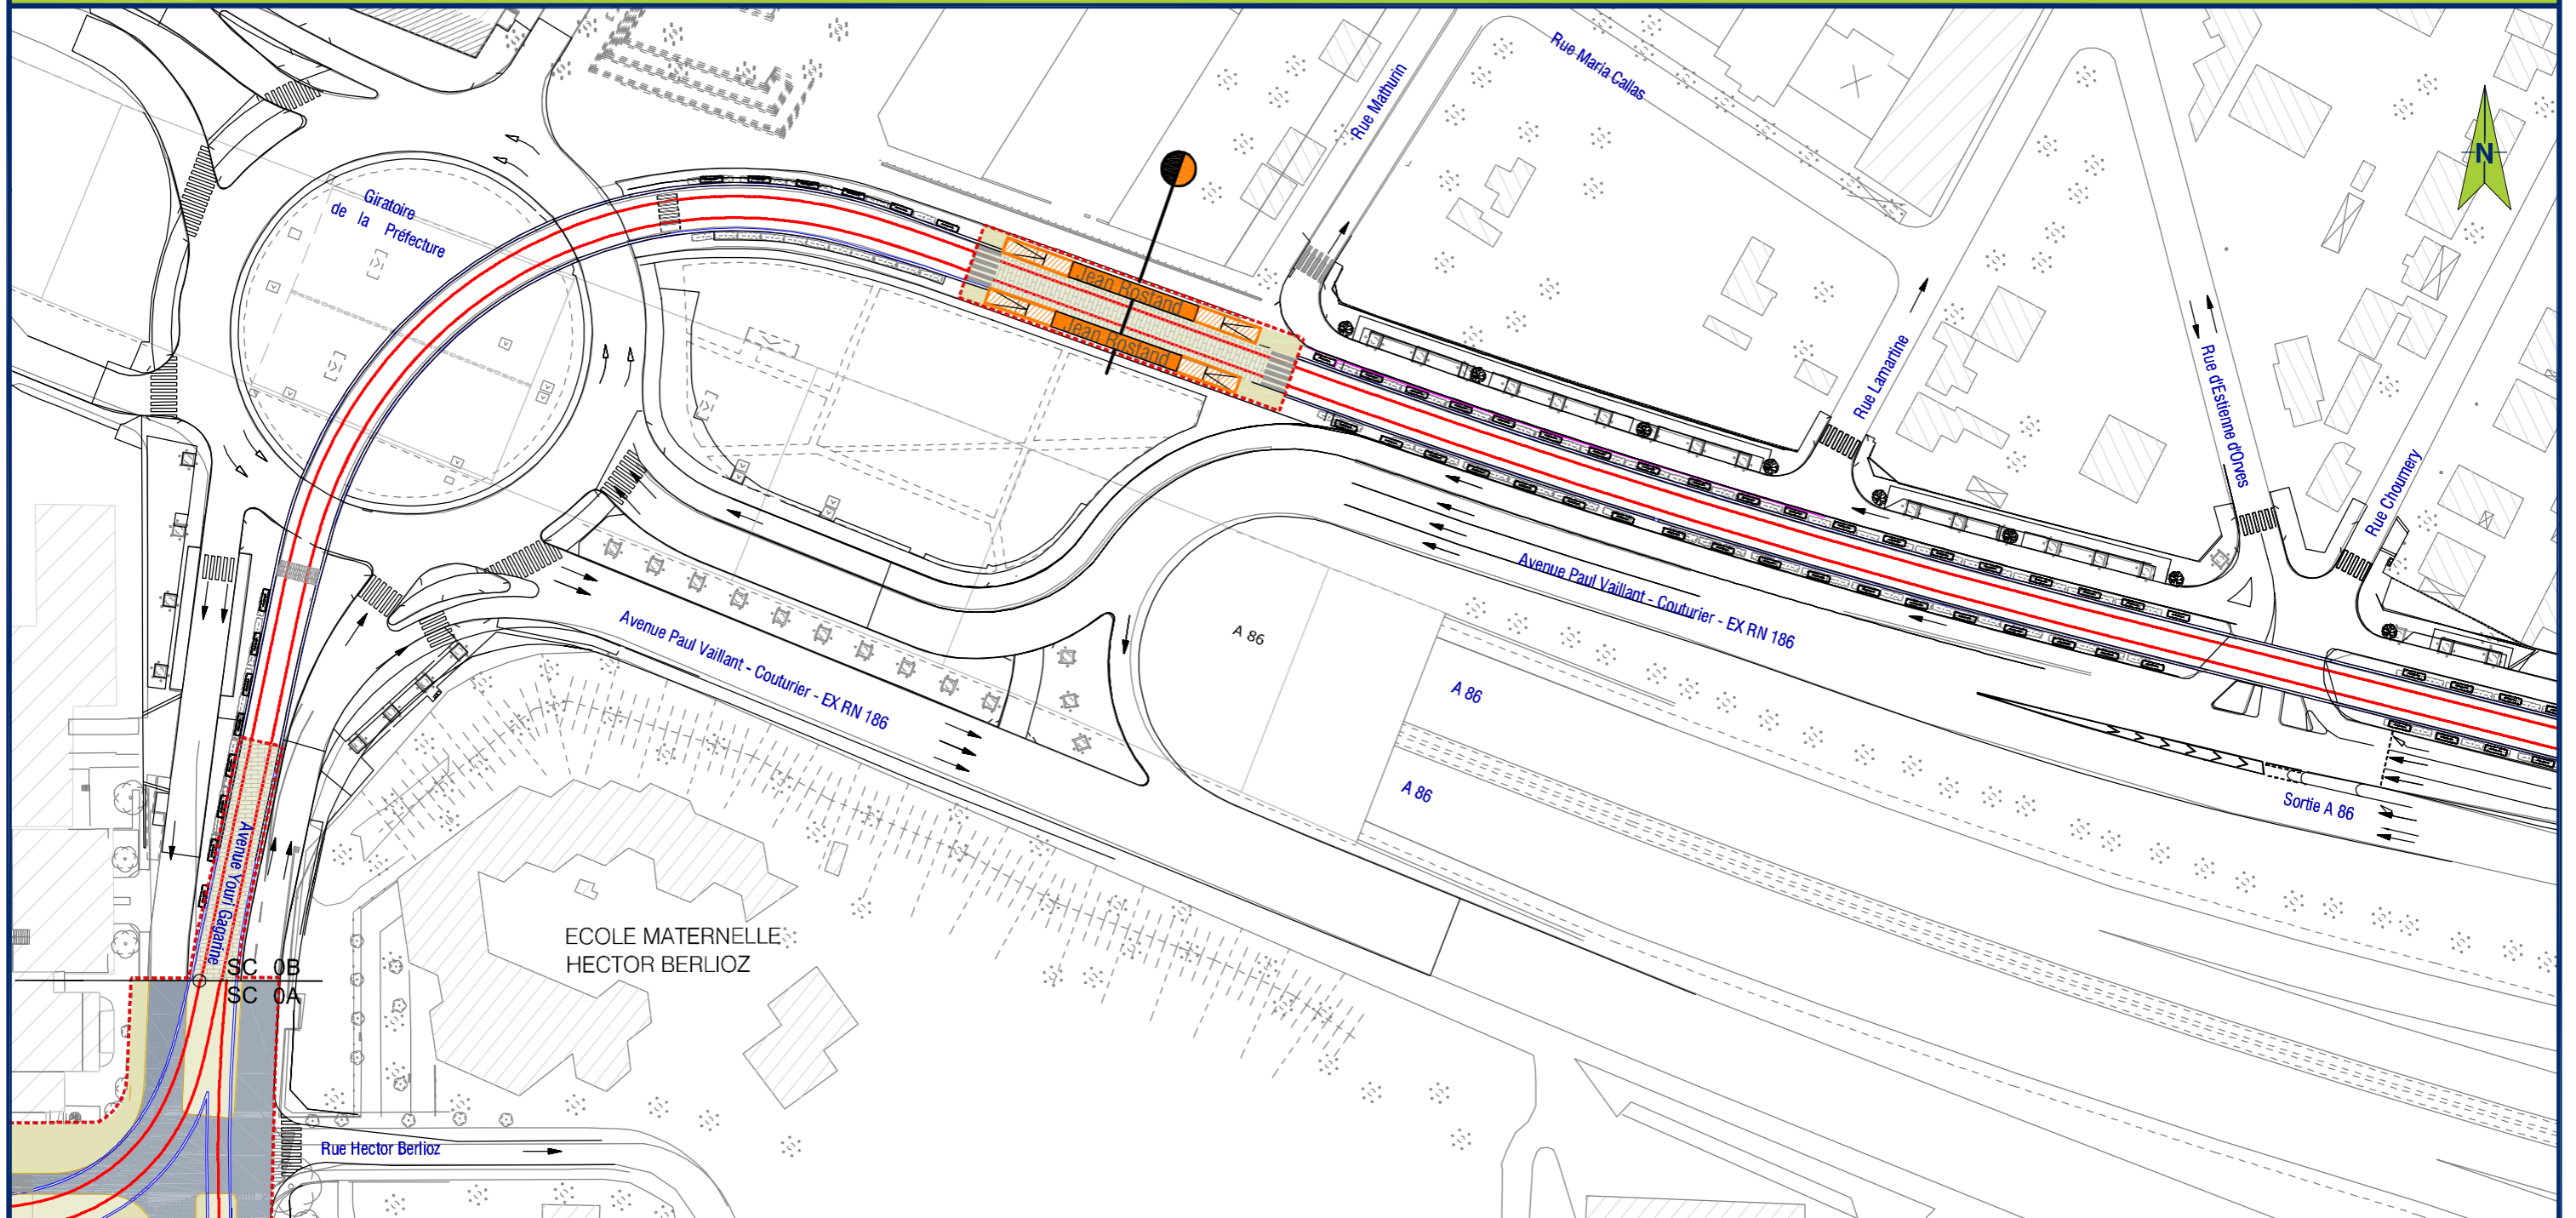 Rue Maria Callas
Rue Mathurin
N
Giratoire
de la Préfecture
Jean Rostand
Jean Rostand
Rue Lamartine
Rue d'Estienne d'Orves
Rue Choumery
Avenue Paul Vaillant - Couturier - EX RN 186
Avenue Paul Vaillant - Couturier - EX RN 186
A 86
A 86
A 86
Sortie A 86
Avenue Youri Gagarine
ECOLE MATERNELLE
HECTOR BERLIOZ
SC 0B
SC 0A
Rue Hector Berlioz